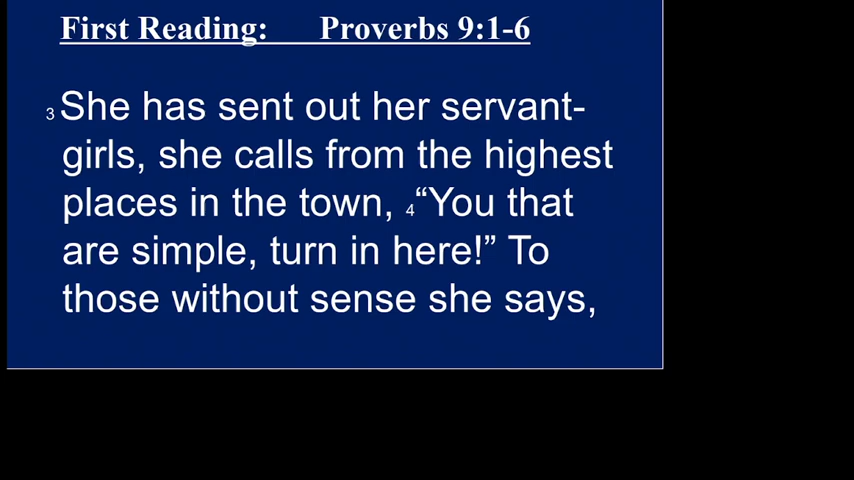 First Reading: Proverbs 9:1-6
3 She has sent out her servant-
girls, she calls from the highest
places in the town, 4 “You that
are simple, turn in here!” To
those without sense she says,